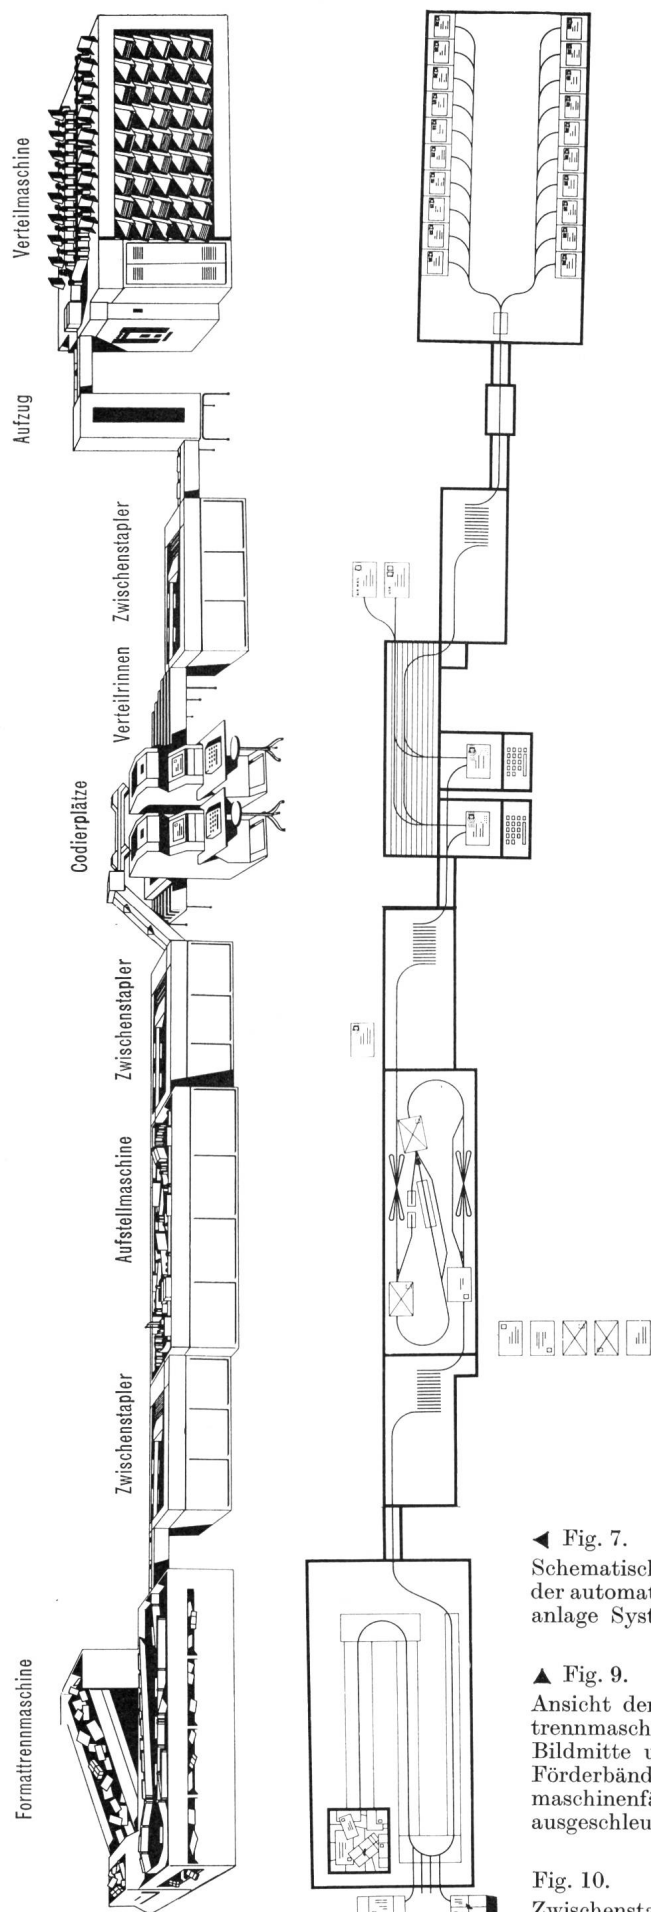 Verteilmaschine
Aufzug
Zwischenstapler
Verteilrinnen
Codierplätze
Zwischenstapler
Aufstellmaschine
Zwischenstapler
Formattrennmaschine
◄ Fig. 7.
Schematisch
der automat
anlage Syst
▲ Fig. 9.
Ansicht der
trennmasch
Bildmitte u
Förderbänd
maschinenfä
ausgeschleu
Fig. 10.
Zwischensta